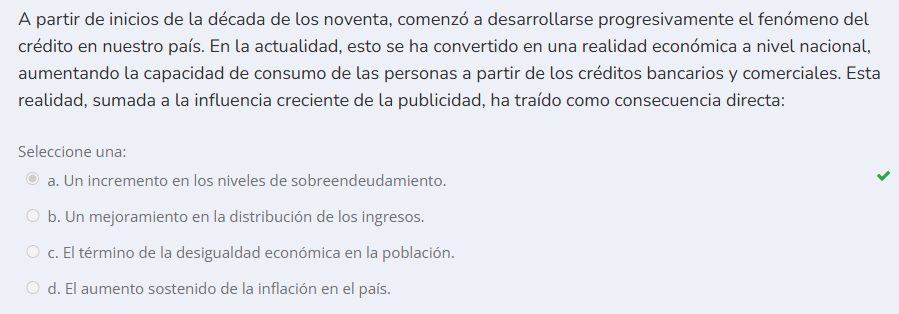 A partir de inicios de la década de los noventa, comenzó a desarrollarse progresivamente el fenómeno del
crédito en nuestro país. En la actualidad, esto se ha convertido en una realidad económica a nivel nacional,
aumentando la capacidad de consumo de las personas a partir de los créditos bancarios y comerciales. Esta
realidad, sumada a la influencia creciente de la publicidad, ha traído como consecuencia directa:
Seleccione una:
a. Un incremento en los niveles de sobreendeudamiento.
b. Un mejoramiento en la distribución de los ingresos.
c. El término de la desigualdad económica en la población.
d. El aumento sostenido de la inflación en el país.